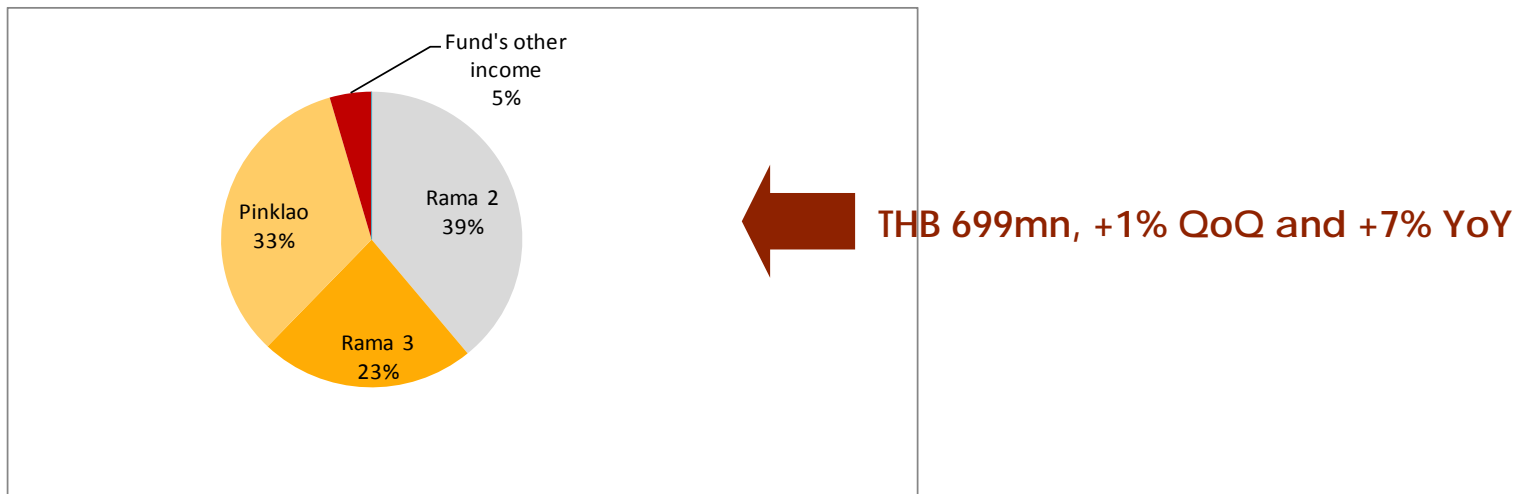 Fund's other
income
5%
Rama 2
39%
Pinklao
33%
Rama 3
23%
THB 699mn, +1% QoQ and +7% YoY